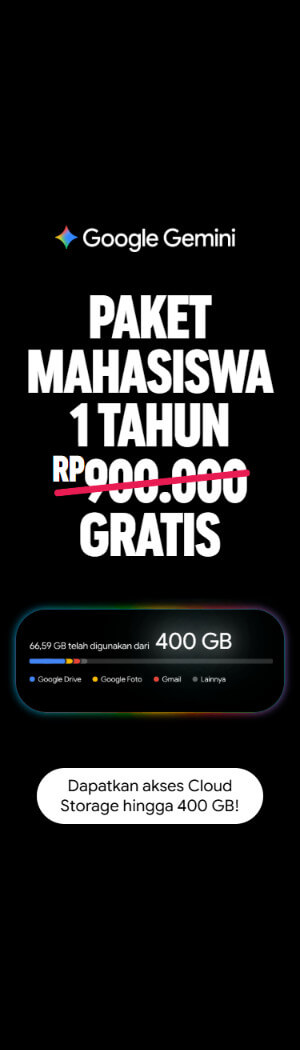 Google Gemini
PAKET
MAHASISWA
1 TAHUN
RP900.000
GRATIS
66,59 GB telah digunakan dari 400 GB
Google Drive Google Foto Gmail Lainnya
Dapatkan akses Cloud
Storage hingga 400 GB!